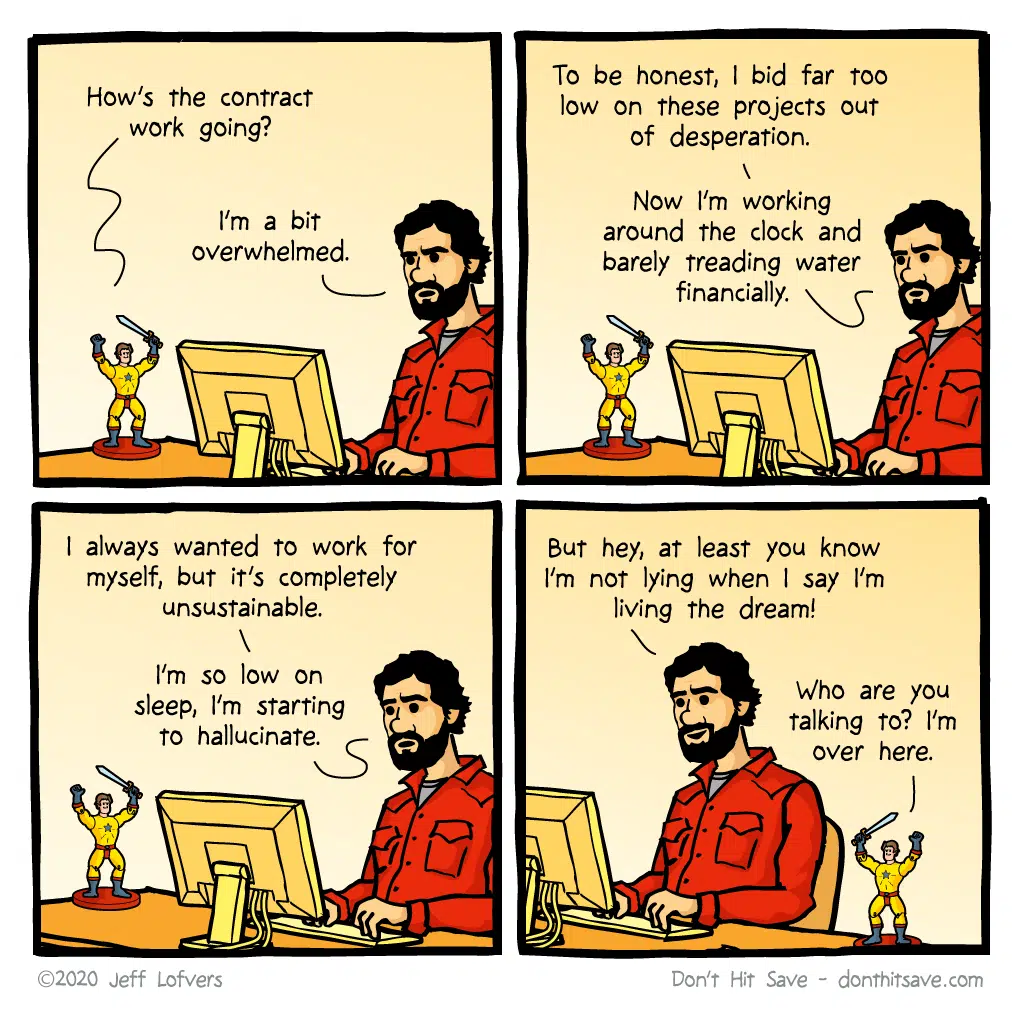 How's the contract
work going?
I'm a bit
overwhelmed.
To be honest, I bid far too
low on these projects out
of desperation.
Now I'm working
around the clock and
barely treading water
financially.
I always wanted to work for
myself, but it's completely
unsustainable.
I'm so low on
sleep, I'm starting
to hallucinate.
But hey, at least you know
I'm not lying when I say I'm
living the dream!
Who are you
talking to? I'm
over here.
©2020 Jeff Lofvers
Don't Hit Save - donthitsave.com